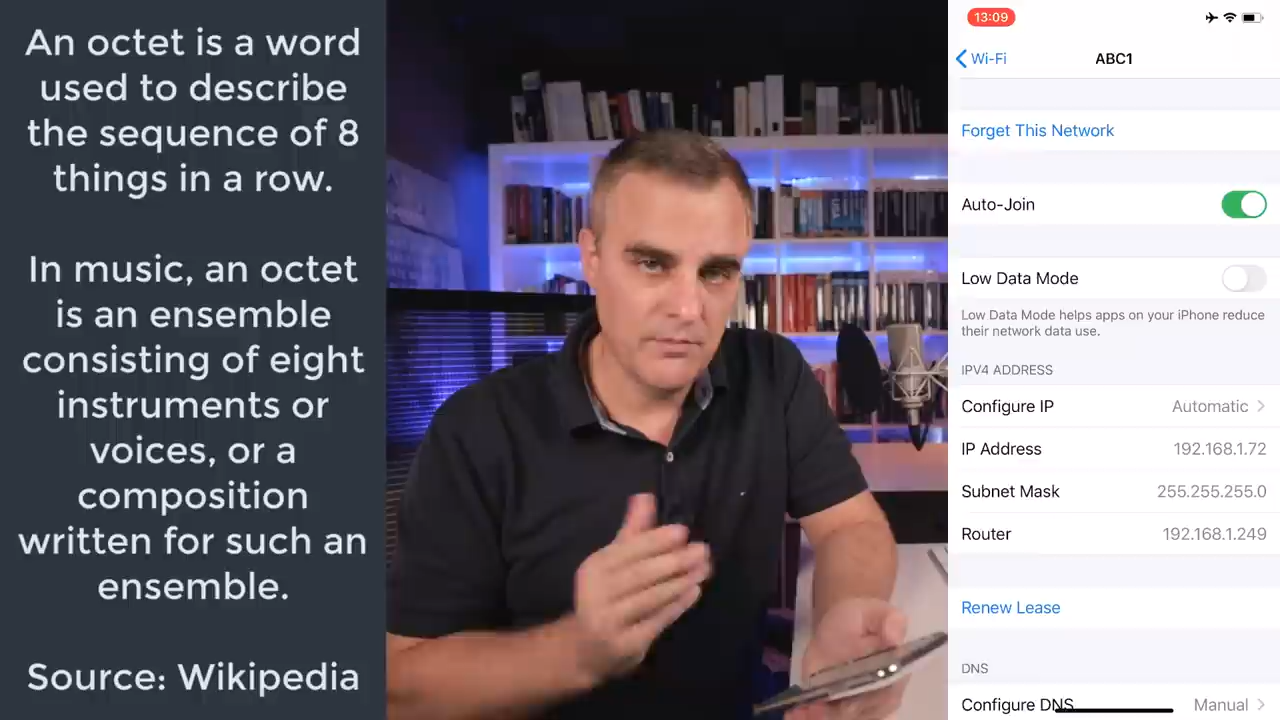 An octet is a word
used to describe
the sequence of 8
things in a row.
In music, an octet
is an ensemble
consisting of eight
instruments or
voices, or a
composition
written for such an
ensemble.
Source: Wikipedia
13:09
Wi-Fi
ABC1
Forget This Network
Auto-Join
Low Data Mode
Low Data Mode helps apps on your iPhone reduce
their network data use.
IPV4 ADDRESS
Configure IP Automatic
IP Address 192.168.1.72
Subnet Mask 255.255.255.0
Router 192.168.1.249
Renew Lease
DNS
Configure DNS Manual